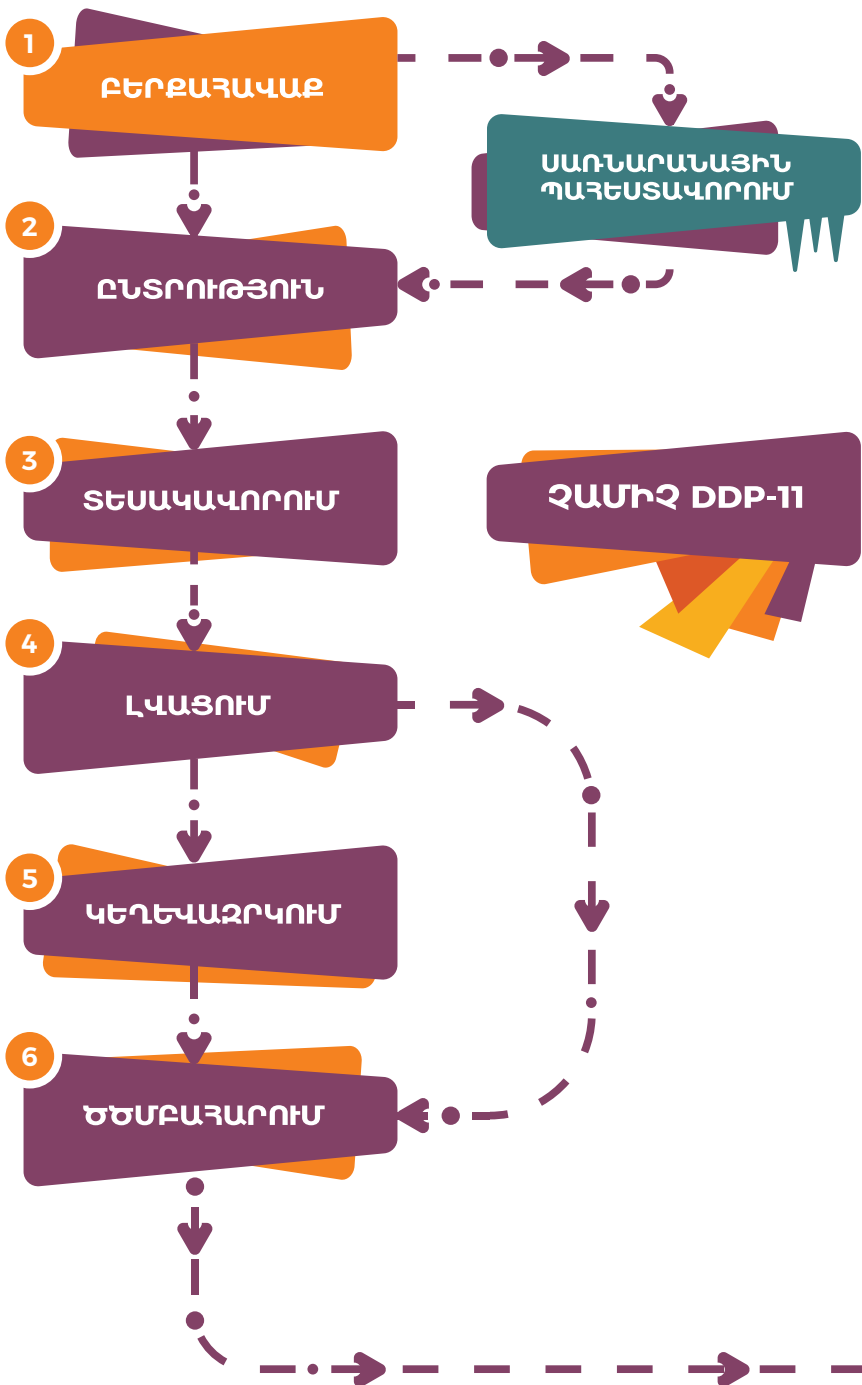 1
ԲԵՐՔԱՀԱՎԱՔ
ՍԱՌՆԱՐԱՆԱՅԻՆ
ՊԱՀԵՍՏԱՎՈՐՈՒՄ
2
ԸՆՏՐՈՒԹՅՈՒՆ
3
ՏԵՍԱԿԱՎՈՐՈՒՄ
ՉԱՄԻՉ DDP-11
4
ԼՎԱՑՈՒՄ
5
ԿԵՂԵՎԱԶՐԿՈՒՄ
6
ԾԾՄԲԱՀԱՐՈՒՄ